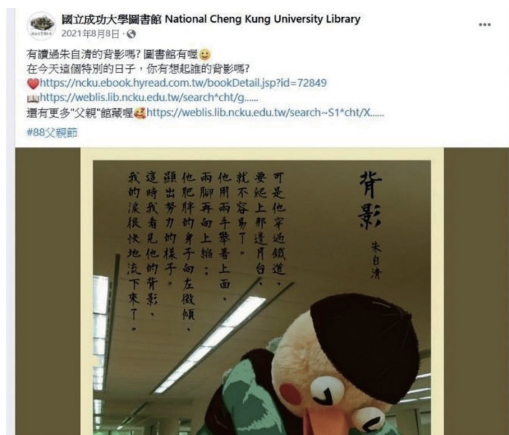 國立成功大學圖書館 National Cheng Kung University Library
2021年8月8日
有讀過朱自清的背影嗎? 圖書館有喔😀
在今天這個特別的日子，你有想起誰的背影嗎?
❤️https://ncku.ebook.hyread.com.tw/bookDetail.jsp?id=72849
📖https://weblis.lib.ncku.edu.tw/search*cht/g......
還有更多"父親"館藏喔🥰https://weblis.lib.ncku.edu.tw/search~S1*cht/X......
#88父親節
背影
朱自清
可是他穿過鐵道，
要爬上那邊月台，
就不容易了。
他用兩手攀著上面，
兩腳再向上縮；
他肥胖的身子向左微傾，
顯出努力的樣子。
這時我看見他的背影，
我的淚很快地流下來了。